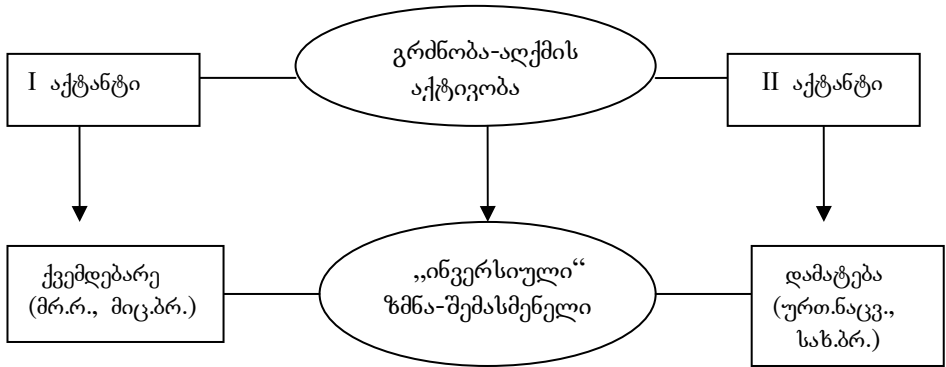 I აქტანტი
გრძნობა-აღქმის
აქტივობა
II აქტანტი
ქვემდებარე
(მრ.რ., მიც.ბრ.)
„ინვერსიული“
ზმნა-შემასმენელი
დამატება
(ურთ.ნაცვ.,
სახ.ბრ.)